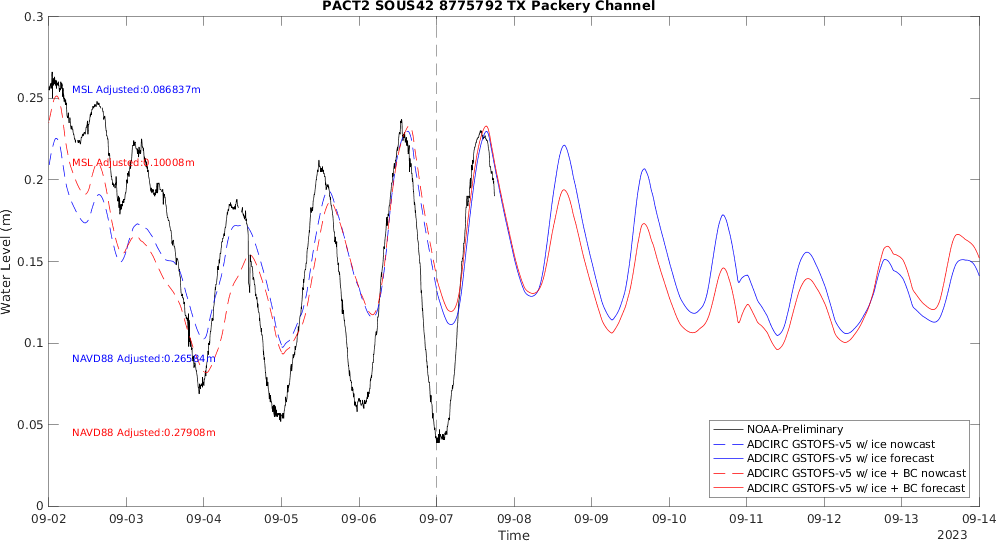 PACT2 SOUS42 8775792 TX Packery Channel
Water Level (m)
0.3
0.25
0.2
0.15
0.1
0.05
0
MSL Adjusted:0.086837m
MSL Adjusted:0.10008m
NAVD88 Adjusted:0.26584m
NAVD88 Adjusted:0.27908m
NOAA-Preliminary
ADCIRC GSTOFS-v5 w/ ice nowcast
ADCIRC GSTOFS-v5 w/ ice forecast
ADCIRC GSTOFS-v5 w/ ice + BC nowcast
ADCIRC GSTOFS-v5 w/ ice + BC forecast
09-02 09-03 09-04 09-05 09-06 09-07 09-08 09-09 09-10 09-11 09-12 09-13 09-14
Time
2023